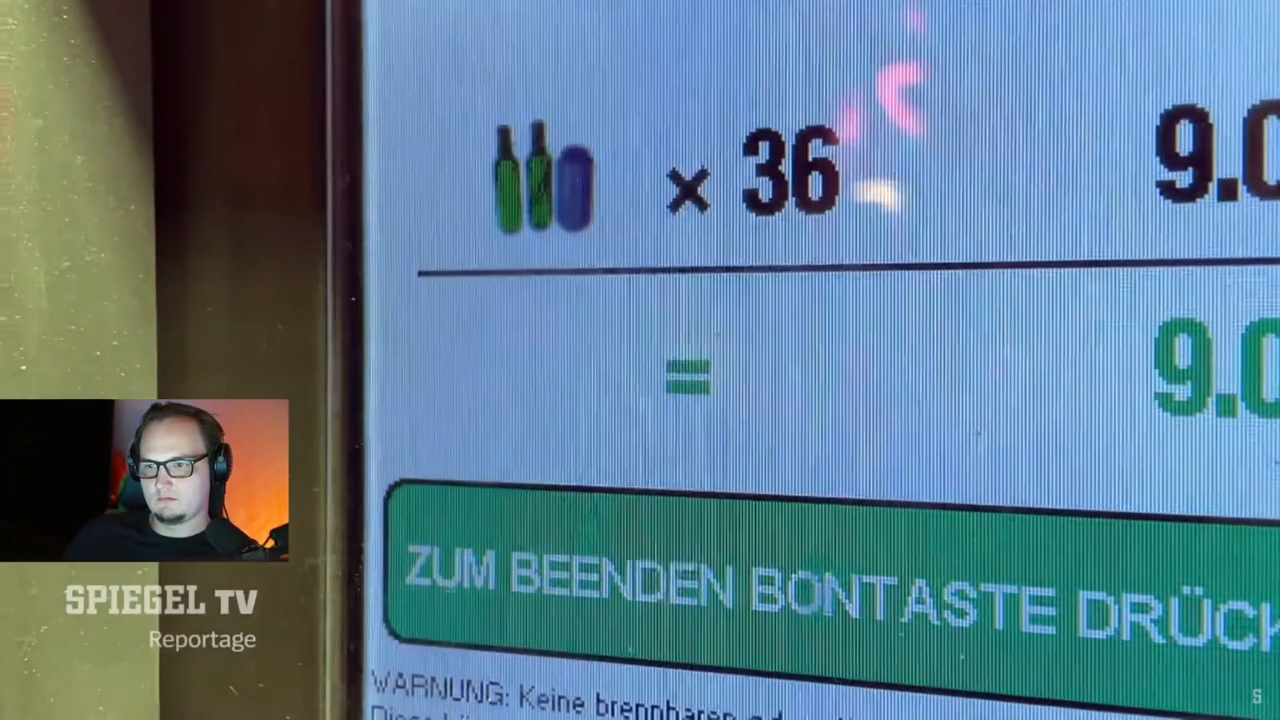 × 36 9.0
= 9.0
ZUM BEENDEN BONTASTE DRÜCK
SPIEGEL TV
Reportage
WARNUNG: Keine brennbaren
S